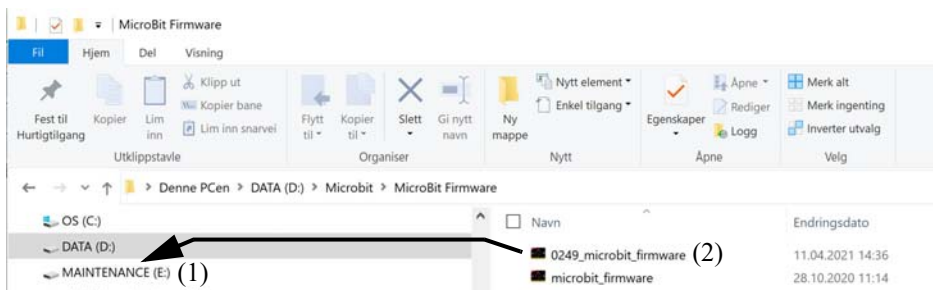 MicroBit Firmware
Fil Hjem Del Visning
Fest til Hurtigtilgang
Kopier
Lim inn
Klipp ut
Kopier bane
Lim inn snarvei
Utklippstavle
Flytt til
Kopier til
Slett
Gi nytt navn
Organiser
Ny mappe
Nytt element
Enkel tilgang
Nytt
Egenskaper
Åpne
Rediger
Logg
Åpne
Merk alt
Merk ingenting
Inverter utvalg
Velg
> Denne PCen > DATA (D:) > Microbit > MicroBit Firmware
OS (C:)
DATA (D:)
MAINTENANCE (E:) (1)
Navn Endringsdato
0249_microbit_firmware (2) 11.04.2021 14:36
microbit_firmware 28.10.2020 11:14